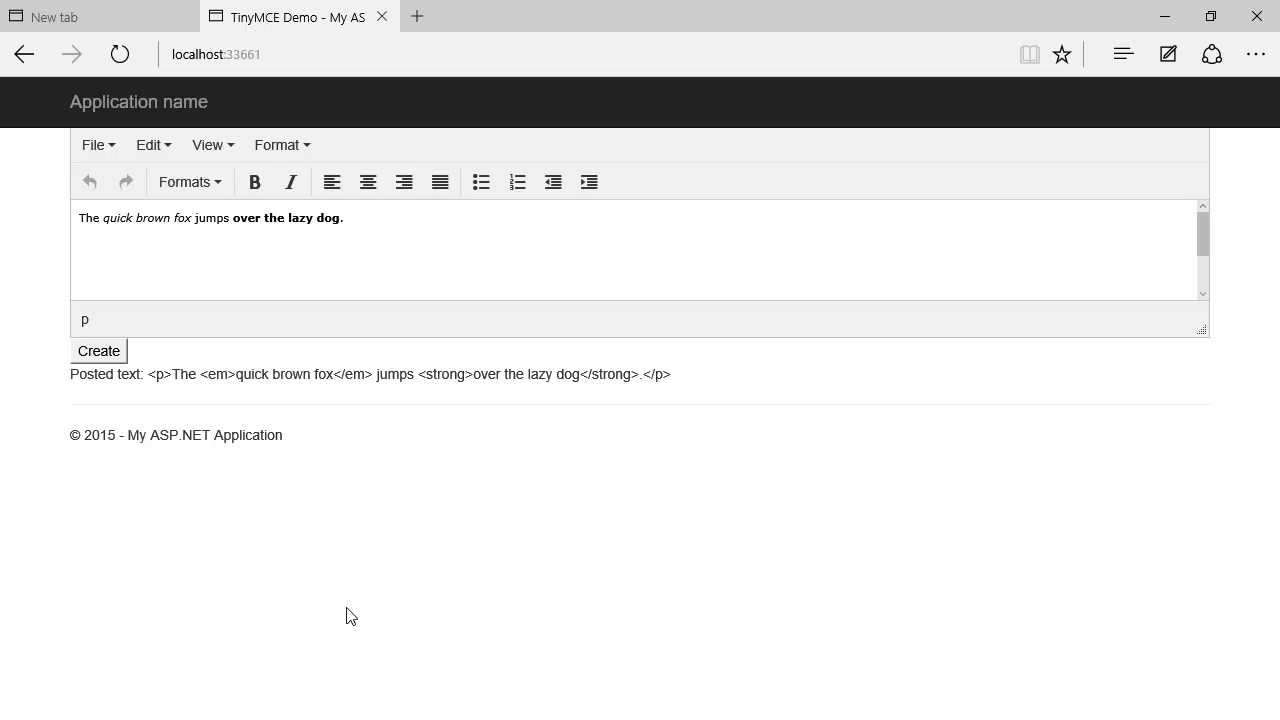 New tab
TinyMCE Demo - My AS
localhost:33661
Application name
File Edit View Format
Formats B I
The quick brown fox jumps over the lazy dog.
p
Create
Posted text: <p>The <em>quick brown fox</em> jumps <strong>over the lazy dog</strong>.</p>
© 2015 - My ASP.NET Application